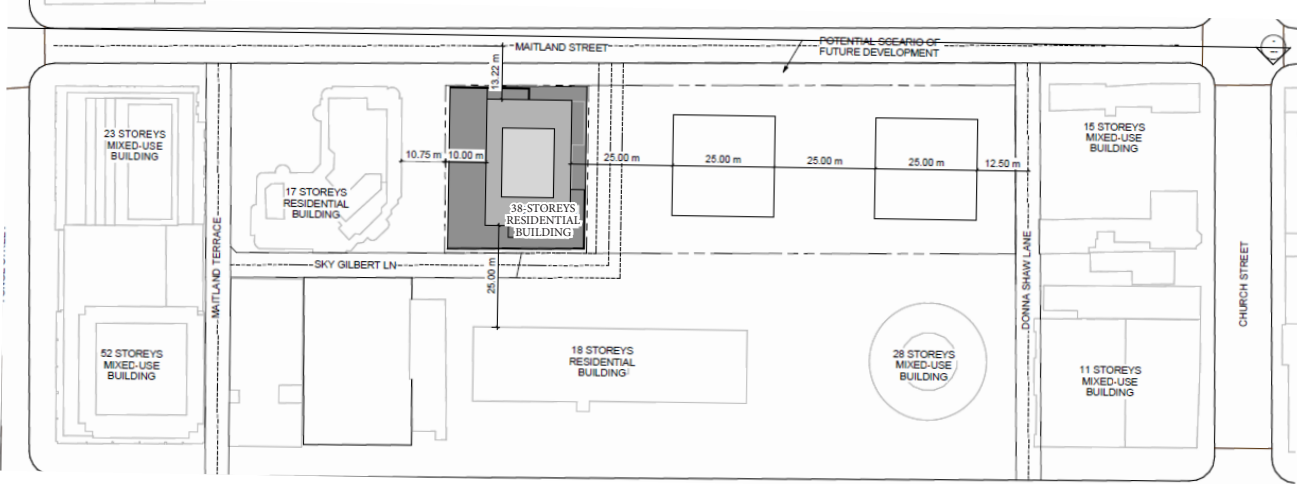 MAITLAND STREET
POTENTIAL SCEARIO OF
FUTURE DEVELOPMENT
13.22 m
23 STOREYS
MIXED-USE
BUILDING
15 STOREYS
MIXED-USE
BUILDING
10.75 m
10.00 m
25.00 m
25.00 m
25.00 m
25.00 m
12.50 m
17 STOREYS
RESIDENTIAL
BUILDING
38-STOREYS
RESIDENTIAL
BUILDING
MAITLAND TERRACE
SKY GILBERT LN
25.00 m
DONNA SHAW LANE
CHURCH STREET
52 STOREYS
MIXED-USE
BUILDING
18 STOREYS
RESIDENTIAL
BUILDING
28 STOREYS
MIXED-USE
BUILDING
11 STOREYS
MIXED-USE
BUILDING